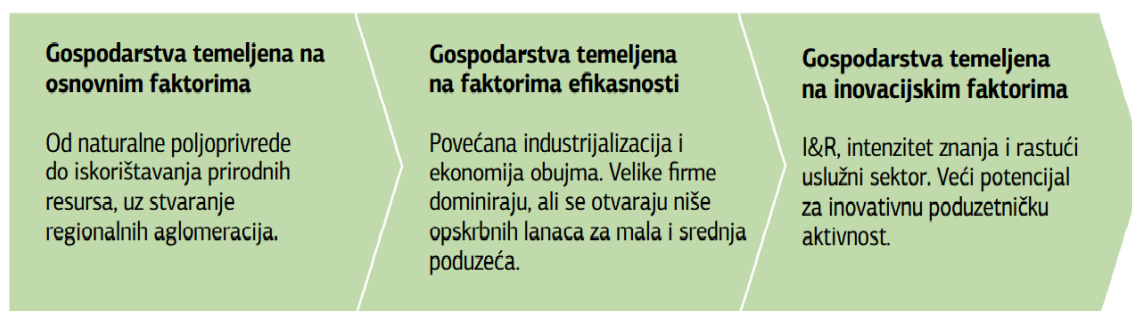 Gospodarstva temeljena na
osnovnim faktorima
Od naturalne poljoprivrede
do iskorištavanja prirodnih
resursa, uz stvaranje
regionalnih aglomeracija.
Gospodarstva temeljena
na faktorima efikasnosti
Povećana industrijalizacija i
ekonomija obujma. Velike firme
dominiraju, ali se otvaraju niše
opskrbnih lanaca za mala i srednja
poduzeća.
Gospodarstva temeljena
na inovacijskim faktorima
I&R, intenzitet znanja i rastući
uslužni sektor. Veći potencijal
za inovativnu poduzetničku
aktivnost.